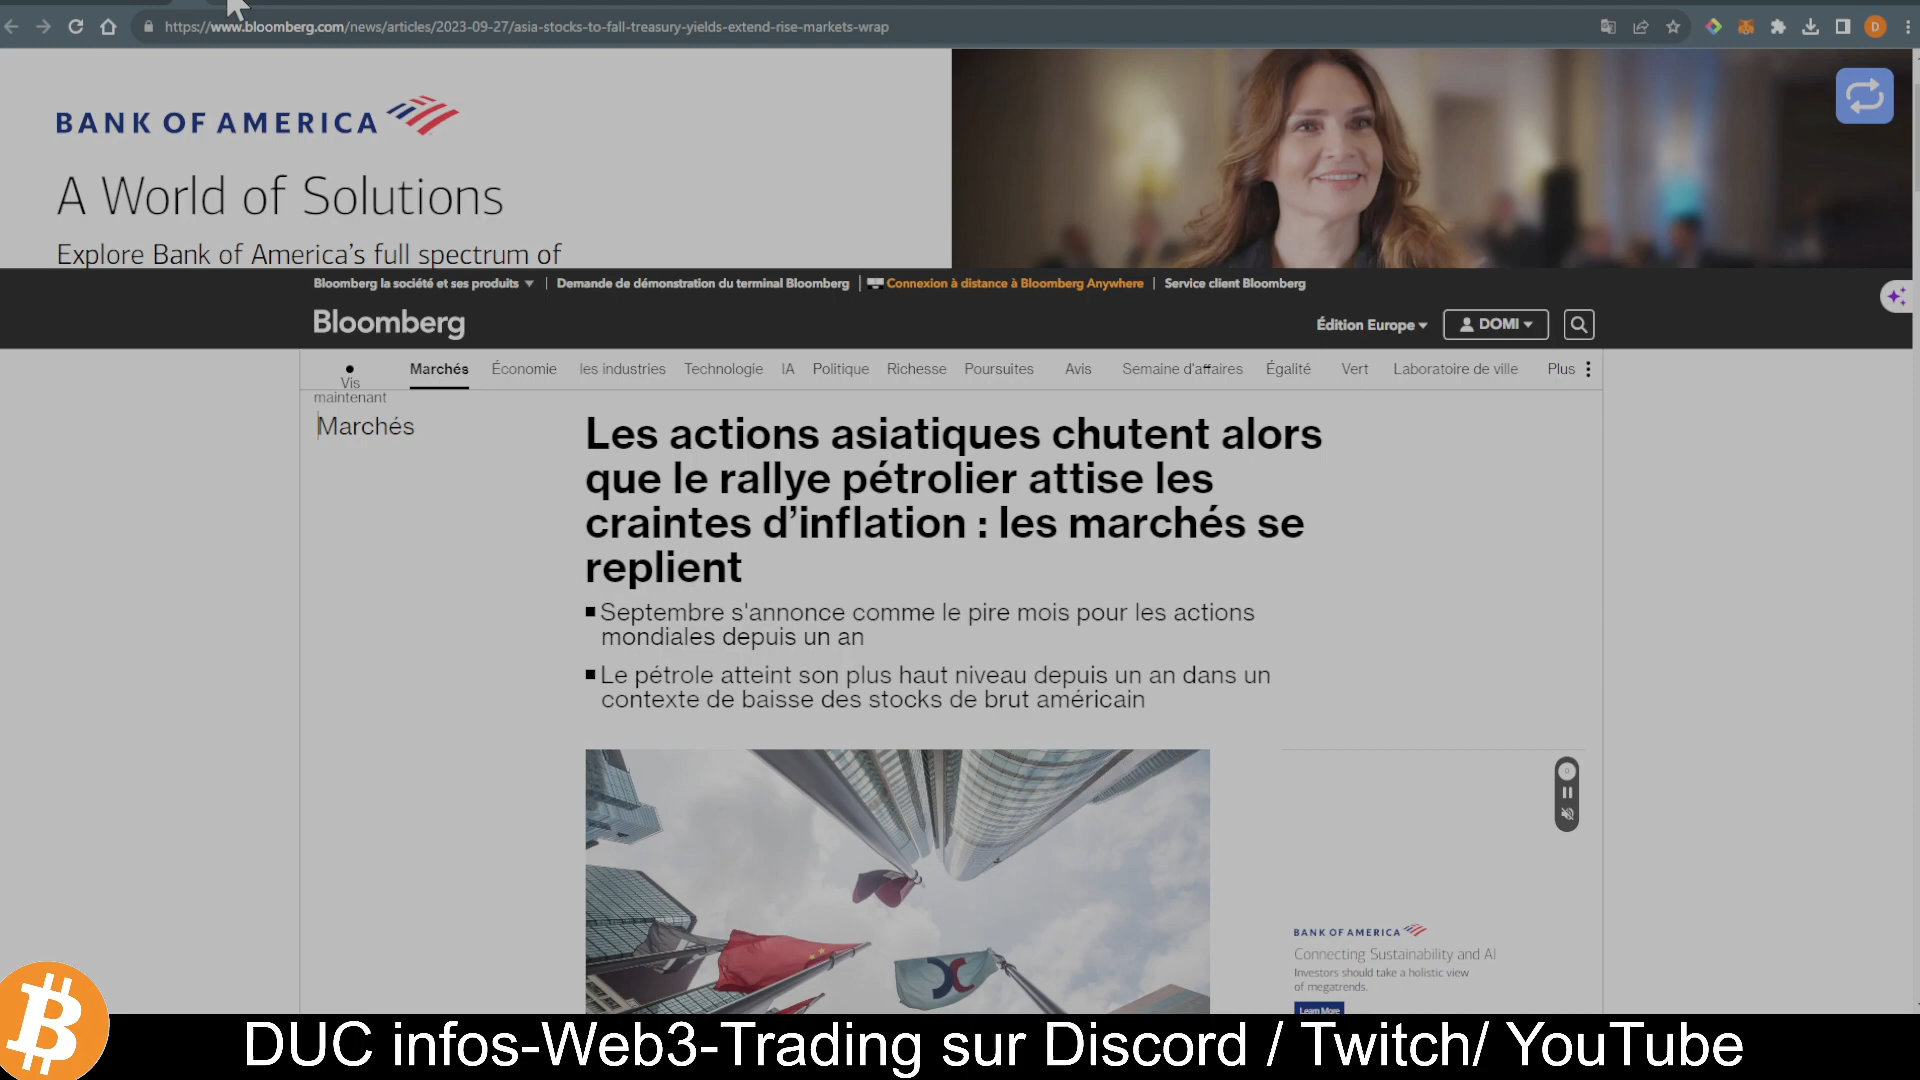 https://www.bloomberg.com/news/articles/2023-09-27/asia-stocks-to-fall-treasury-yields-extend-rise-markets-wrap
D
BANK OF AMERICA
A World of Solutions
Explore Bank of America's full spectrum of
Bloomberg la société et ses produits | Demande de démonstration du terminal Bloomberg | Connexion à distance à Bloomberg Anywhere | Service client Bloomberg
Bloomberg
Édition Europe
DOMI
Vis
maintenant
Marchés Économie les industries Technologie IA Politique Richesse Poursuites Avis Semaine d'affaires Égalité Vert Laboratoire de ville Plus
Marchés
Les actions asiatiques chutent alors
que le rallye pétrolier attise les
craintes d’inflation : les marchés se
replient
Septembre s'annonce comme le pire mois pour les actions
mondiales depuis un an
Le pétrole atteint son plus haut niveau depuis un an dans un
contexte de baisse des stocks de brut américain
BANK OF AMERICA
Connecting Sustainability and AI
Investors should take a holistic view
of megatrends.
Learn More
DUC infos-Web3-Trading sur Discord / Twitch/ YouTube